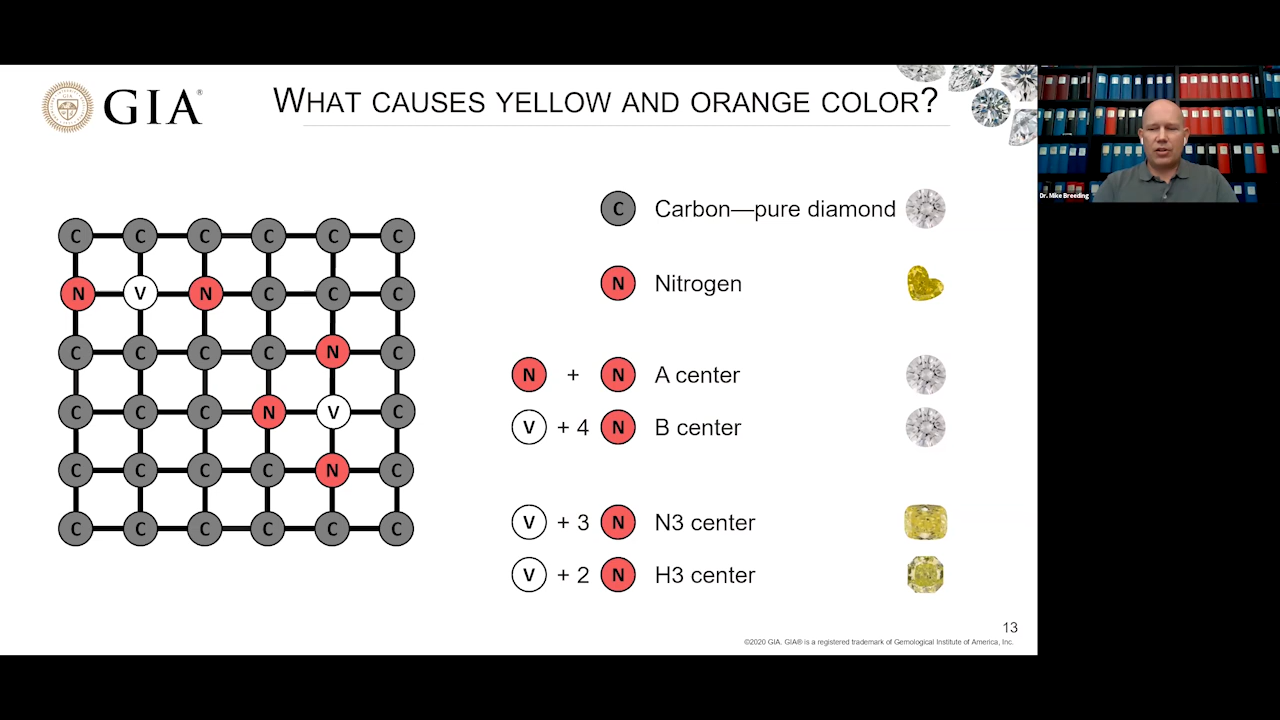 GIA®
WHAT CAUSES YELLOW AND ORANGE COLOR?
Dr. Mike Breeding
C C C C C C
N V N C C C
C C C C N C
C C C N V C
C C C C N C
C C C C C C
C Carbon—pure diamond
N Nitrogen
N + N A center
V + 4 N B center
V + 3 N N3 center
V + 2 N H3 center
13
©2020 GIA. GIA® is a registered trademark of Gemological Institute of America, Inc.